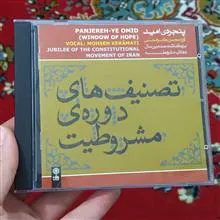 PANJEREH-YE OMID
(WINDOW OF HOPE)
VOCAL: MOHSEN KERAMATI
JUBILEE OF THE CONSTITUTIONAL
MOVEMENT OF IRAN
پنجره‌ی امید
تصنیف‌های
دوره‌ی
مشروطیت